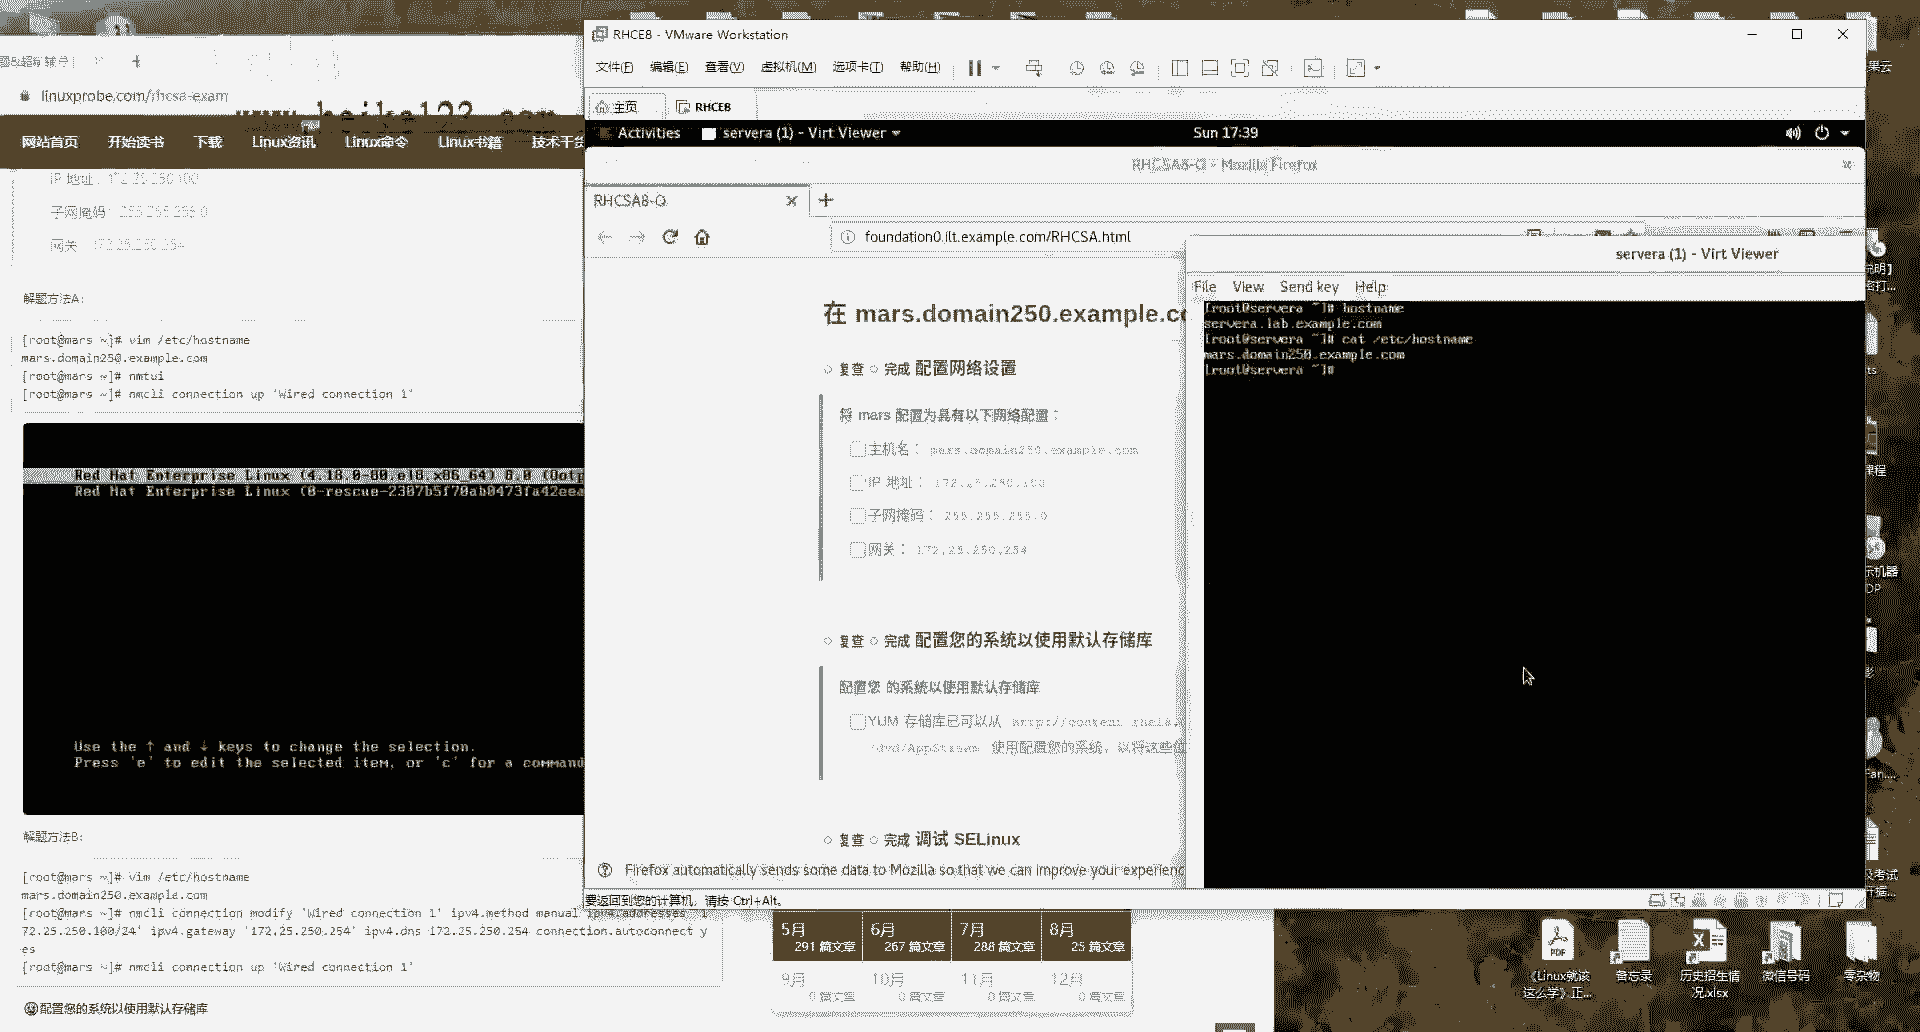 linuxprobe.com/rhcsa-exam
网站首页 开始读书 下载 Linux资讯 Linux命令 Linux书籍 技术干货
IP 地址：172.25.250.100
子网掩码：255.255.255.0
网关：172.25.250.254
解题方法A:
[root@mars ~]# vim /etc/hostname
mars.domain250.example.com
[root@mars ~]# nmtui
[root@mars ~]# nmcli connection up 'Wired connection 1'
Red Hat Enterprise Linux (4.18.0-80.el8.x86_64) 8.0 (Ootp
Red Hat Enterprise Linux
Use the ↑ and ↓ keys to change the selection.
Press 'e' to edit the selected item, or 'c' for a command
解题方法B:
[root@mars ~]# vim /etc/hostname
mars.domain250.example.com
[root@mars ~]# nmcli connection modify 'Wired connection 1' ipv4.method manual ipv4.addresses '1
72.25.250.100/24' ipv4.gateway '172.25.250.254' ipv4.dns 172.25.250.254 connection.autoconnect y
es
[root@mars ~]# nmcli connection up 'Wired connection 1'
配置您的系统以使用默认存储库
RHCE8 - VMware Workstation
文件(F) 编辑(E) 查看(V) 虚拟机(M) 选项卡(T) 帮助(H)
主页 RHCE8
Activities servera (1) - Virt Viewer Sun 17:39
RHCSA8-Q - Mozilla Firefox
RHCSA8-Q
foundation0.ilt.example.com/RHCSA.html
在 mars.domain250.example.co
复查 完成 配置网络设置
将 mars 配置为具有以下网络配置：
主机名： mars.domain250.example.com
IP 地址： 172.25.250.100
子网掩码： 255.255.255.0
网关： 172.25.250.254
复查 完成 配置您的系统以使用默认存储库
配置您 的系统以使用默认存储库
YUM 存储库已可以从
/dvd/AppStream 使用配置您的系统，以将这些位
复查 完成 调试 SELinux
Firefox automatically sends some data to Mozilla so that we can improve your experienc
要返回到您的计算机，请按 Ctrl+Alt。
servera (1) - Virt Viewer
File View Send key Help
[root@servera ~]# hostname
servera.lab.example.com
[root@servera ~]# cat /etc/hostname
mars.domain250.example.com
[root@servera ~]#
5月 6月 7月 8月
291 篇文章 267 篇文章 288 篇文章 25 篇文章
9月 10月 11月 12月
0 篇文章 0 篇文章 0 篇文章 0 篇文章
《Linux就该
这么学》正...
备忘录
历史招生情
况.xlsx
微信号码
零杂物